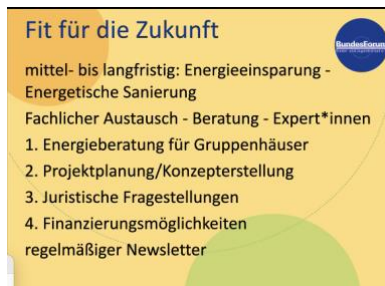 Fit für die Zukunft
BundesForum
mittel- bis langfristig: Energieeinsparung -
Energetische Sanierung
Fachlicher Austausch - Beratung - Expert*innen
1. Energieberatung für Gruppenhäuser
2. Projektplanung/Konzepterstellung
3. Juristische Fragestellungen
4. Finanzierungsmöglichkeiten
regelmäßiger Newsletter